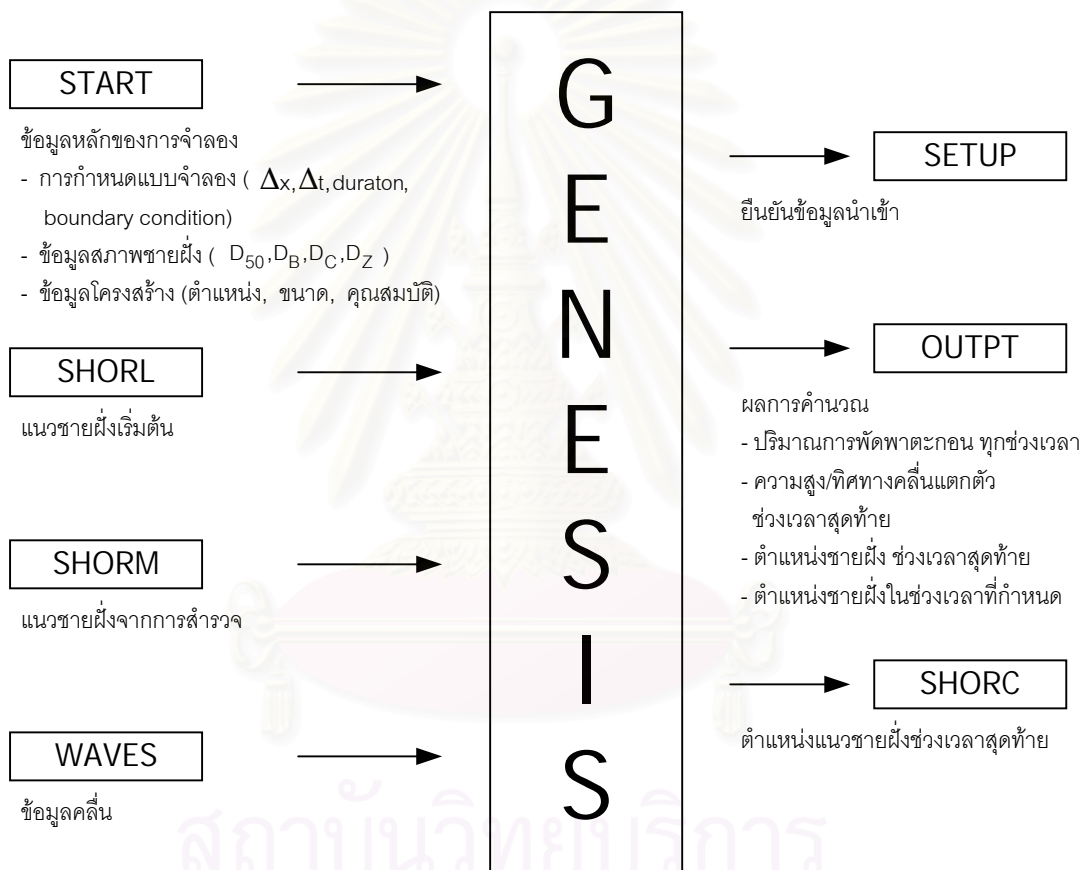 START
ข้อมูลหลักของการจำลอง
- การกำหนดแบบจำลอง ( Δx,Δt,duraton,
boundary condition)
- ข้อมูลสภาพชายฝั่ง ( D50,DB,DC,DZ )
- ข้อมูลโครงสร้าง (ตำแหน่ง, ขนาด, คุณสมบัติ)
SHORL
แนวชายฝั่งเริ่มต้น
SHORM
แนวชายฝั่งจากการสำรวจ
WAVES
ข้อมูลคลื่น
G
E
N
E
S
I
S
SETUP
ยืนยันข้อมูลนำเข้า
OUTPT
ผลการคำนวณ
- ปริมาณการพัดพาตะกอน ทุกช่วงเวลา
- ความสูง/ทิศทางคลื่นแตกตัว
ช่วงเวลาสุดท้าย
- ตำแหน่งชายฝั่ง ช่วงเวลาสุดท้าย
- ตำแหน่งชายฝั่งในช่วงเวลาที่กำหนด
SHORC
ตำแหน่งแนวชายฝั่งช่วงเวลาสุดท้าย
สถาบันวิทยบริการ